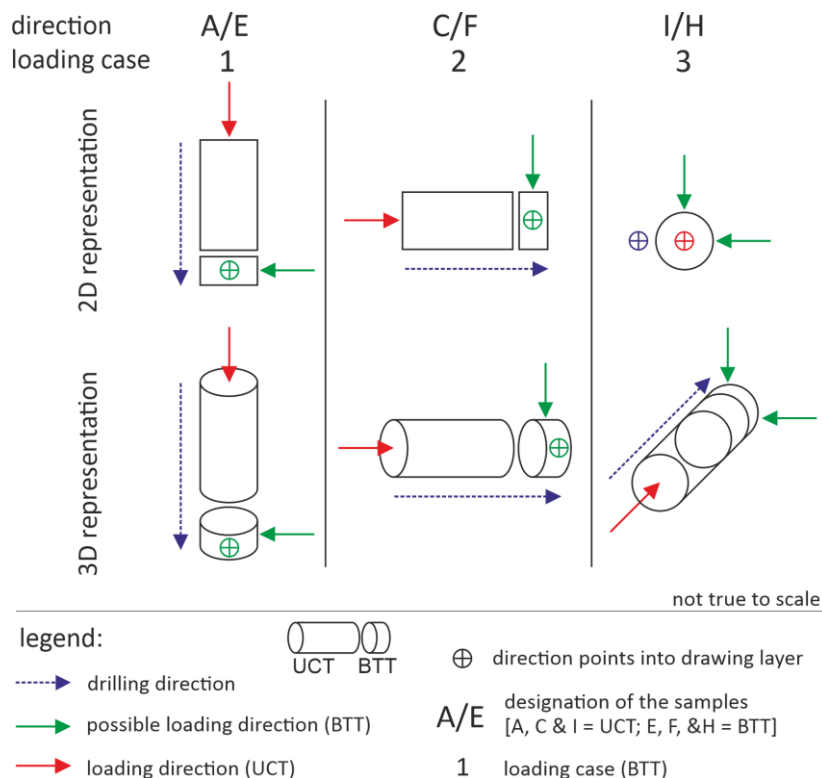 direction A/E C/F I/H
loading case 1 2 3
2D representation
3D representation
not true to scale
legend:
UCT BTT
drilling direction
possible loading direction (BTT)
loading direction (UCT)
direction points into drawing layer
A/E designation of the samples
[A, C & I = UCT; E, F, &H = BTT]
1 loading case (BTT)